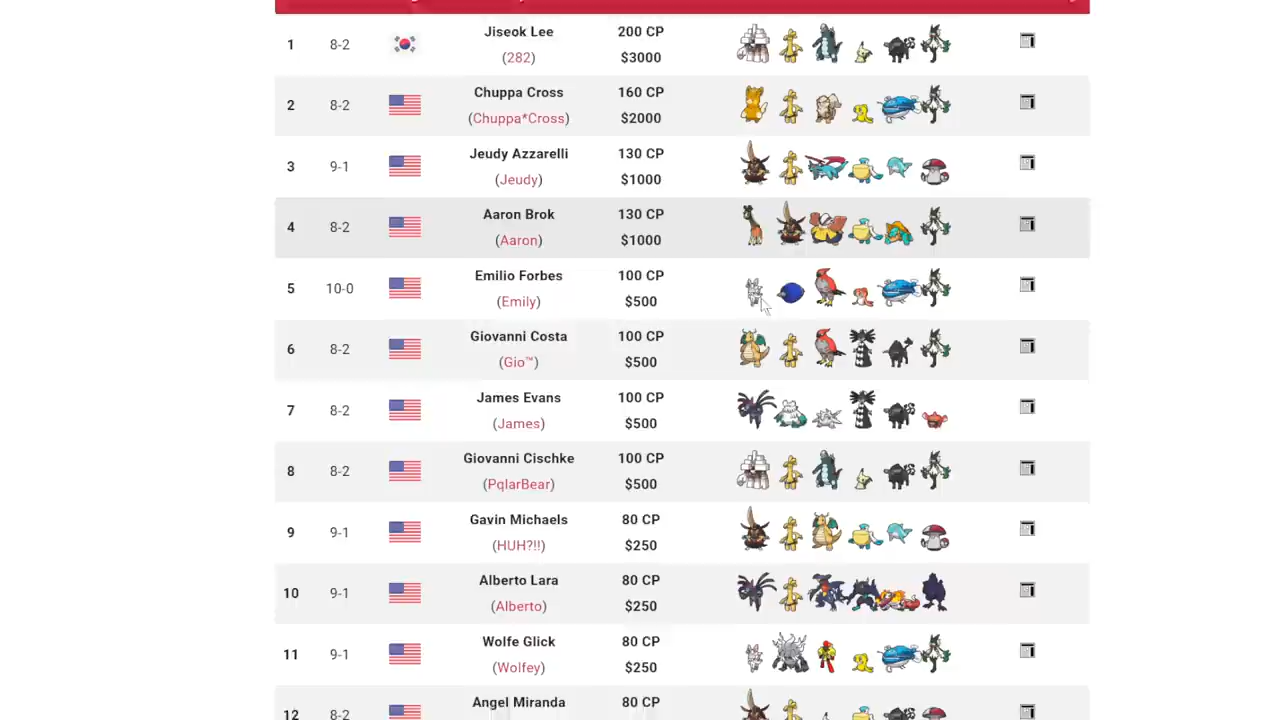 1 8-2 Jiseok Lee 200 CP
(282) $3000
2 8-2 Chuppa Cross 160 CP
(Chuppa*Cross) $2000
3 9-1 Jeudy Azzarelli 130 CP
(Jeudy) $1000
4 8-2 Aaron Brok 130 CP
(Aaron) $1000
5 10-0 Emilio Forbes 100 CP
(Emily) $500
6 8-2 Giovanni Costa 100 CP
(Gio™) $500
7 8-2 James Evans 100 CP
(James) $500
8 8-2 Giovanni Cischke 100 CP
(PqlarBear) $500
9 9-1 Gavin Michaels 80 CP
(HUH?!!) $250
10 9-1 Alberto Lara 80 CP
(Alberto) $250
11 9-1 Wolfe Glick 80 CP
(Wolfey) $250
12 8-2 Angel Miranda 80 CP